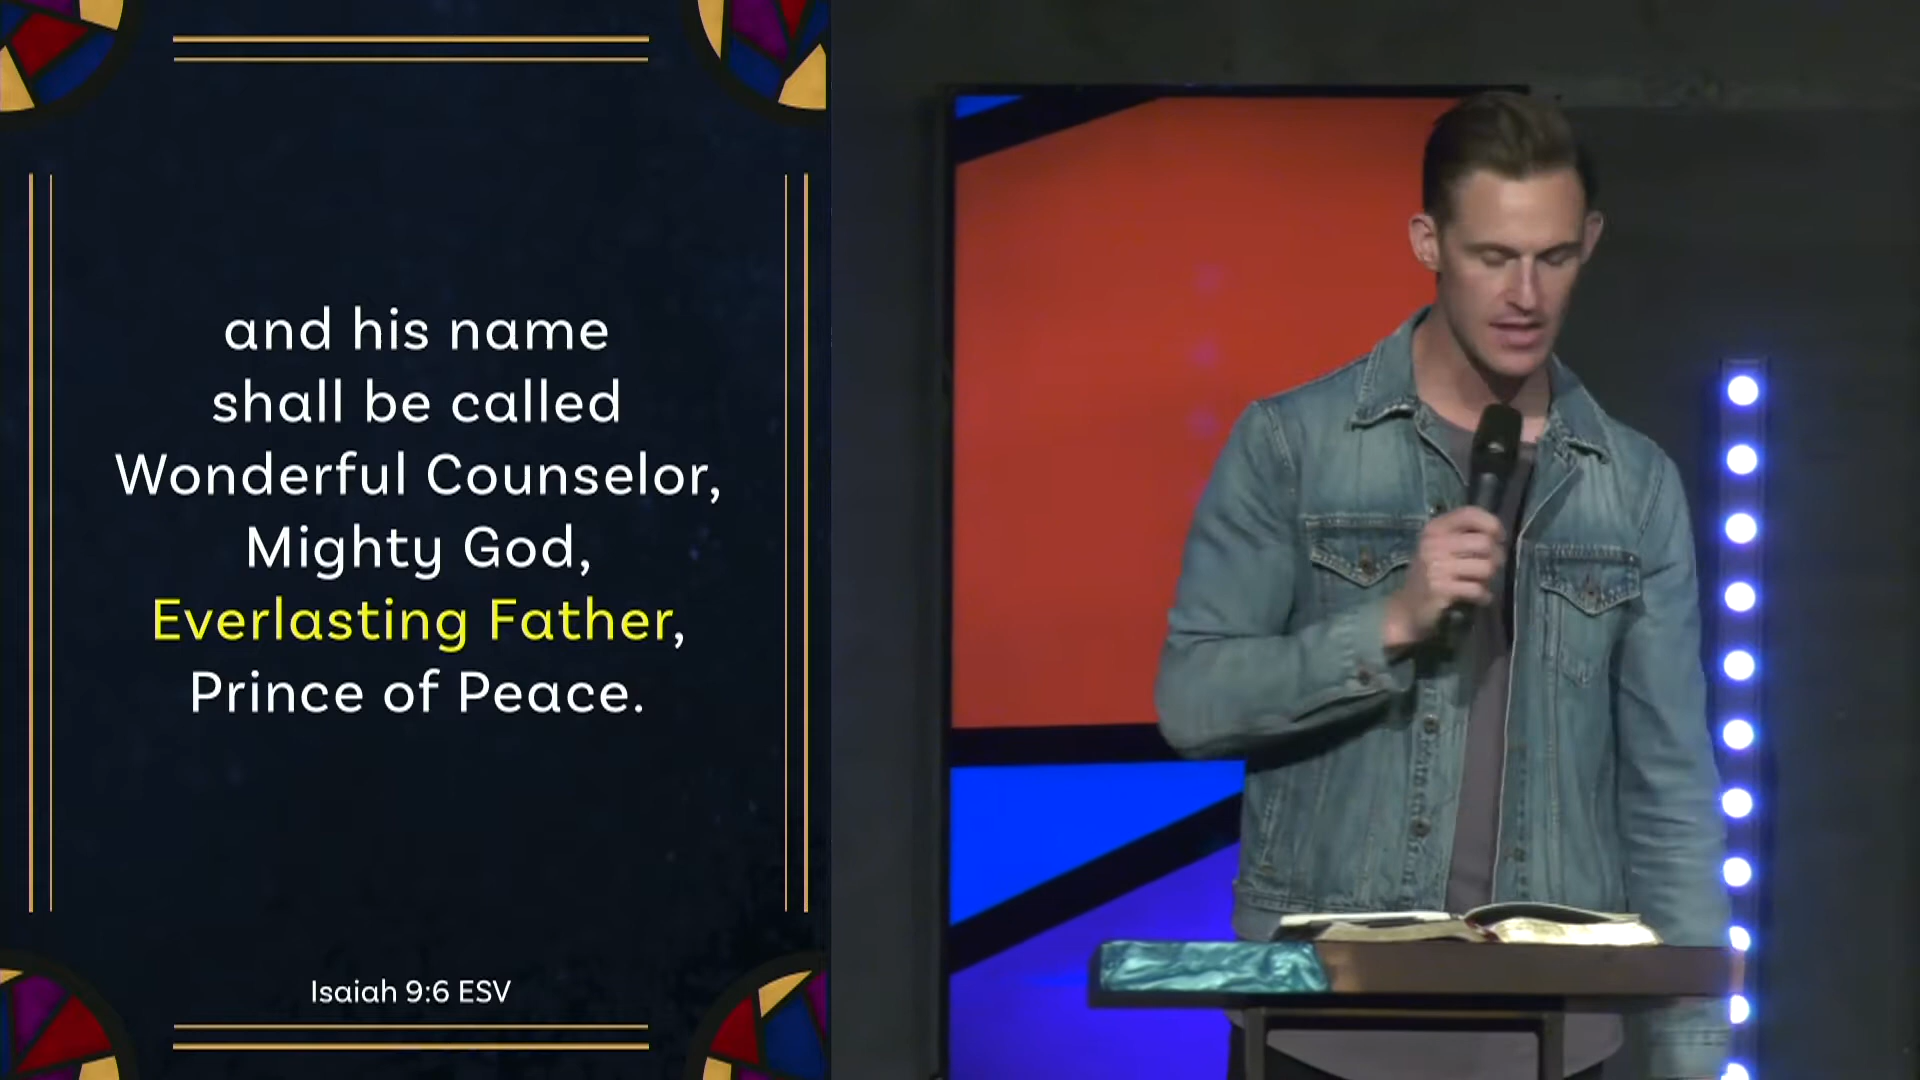 and his name
shall be called
Wonderful Counselor,
Mighty God,
Everlasting Father,
Prince of Peace.
Isaiah 9:6 ESV